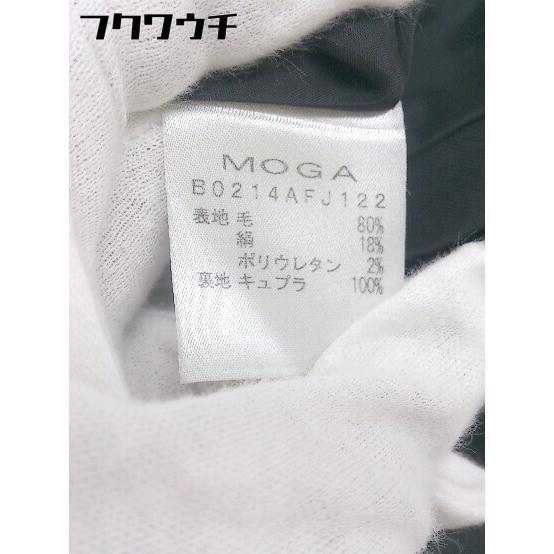 フクワウチ
MOGA
B0214AFJ122
表地 毛 80%
絹 18%
ポリウレタン 2%
裏地 キュプラ 100%